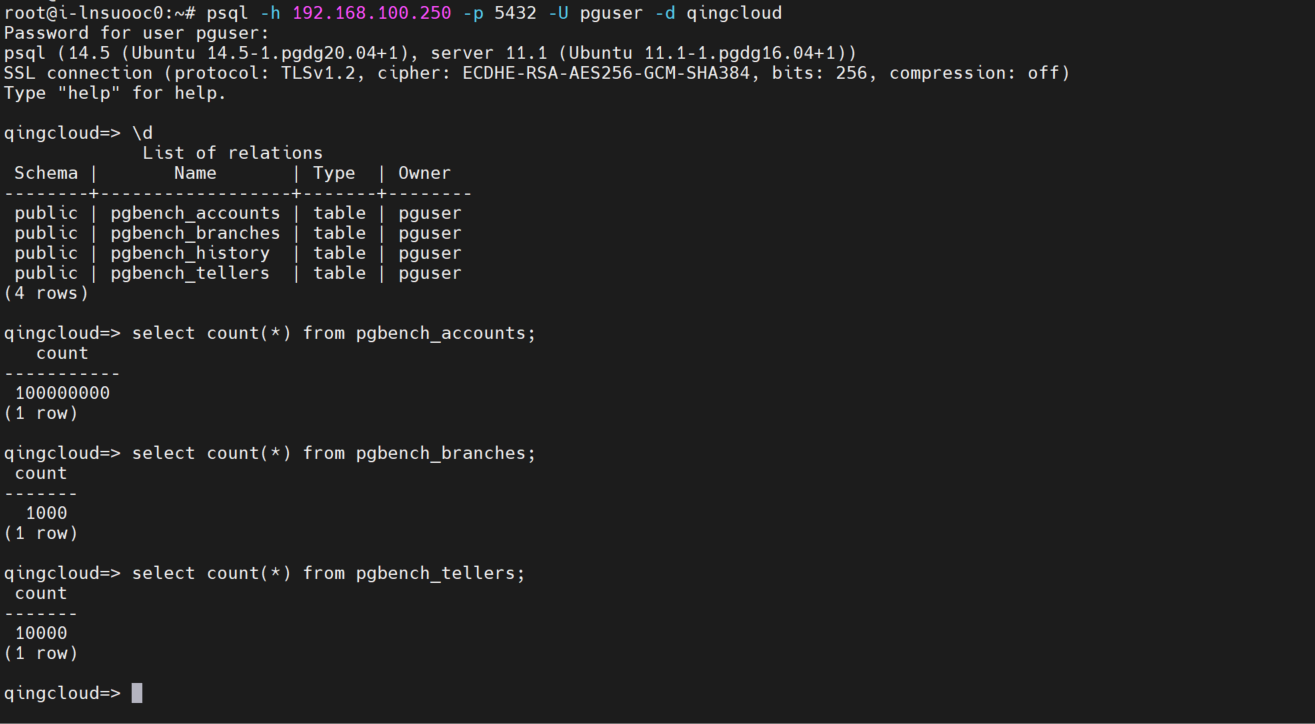 root@i-lnsuooc0:~# psql -h 192.168.100.250 -p 5432 -U pguser -d qingcloud
Password for user pguser:
psql (14.5 (Ubuntu 14.5-1.pgdg20.04+1), server 11.1 (Ubuntu 11.1-1.pgdg16.04+1))
SSL connection (protocol: TLSv1.2, cipher: ECDHE-RSA-AES256-GCM-SHA384, bits: 256, compression: off)
Type "help" for help.

qingcloud=> \d
             List of relations
 Schema |       Name       | Type  | Owner
--------+------------------+-------+--------
 public | pgbench_accounts | table | pguser
 public | pgbench_branches | table | pguser
 public | pgbench_history  | table | pguser
 public | pgbench_tellers  | table | pguser
(4 rows)

qingcloud=> select count(*) from pgbench_accounts;
   count
-----------
 100000000
(1 row)

qingcloud=> select count(*) from pgbench_branches;
 count
-------
  1000
(1 row)

qingcloud=> select count(*) from pgbench_tellers;
 count
-------
 10000
(1 row)

qingcloud=>